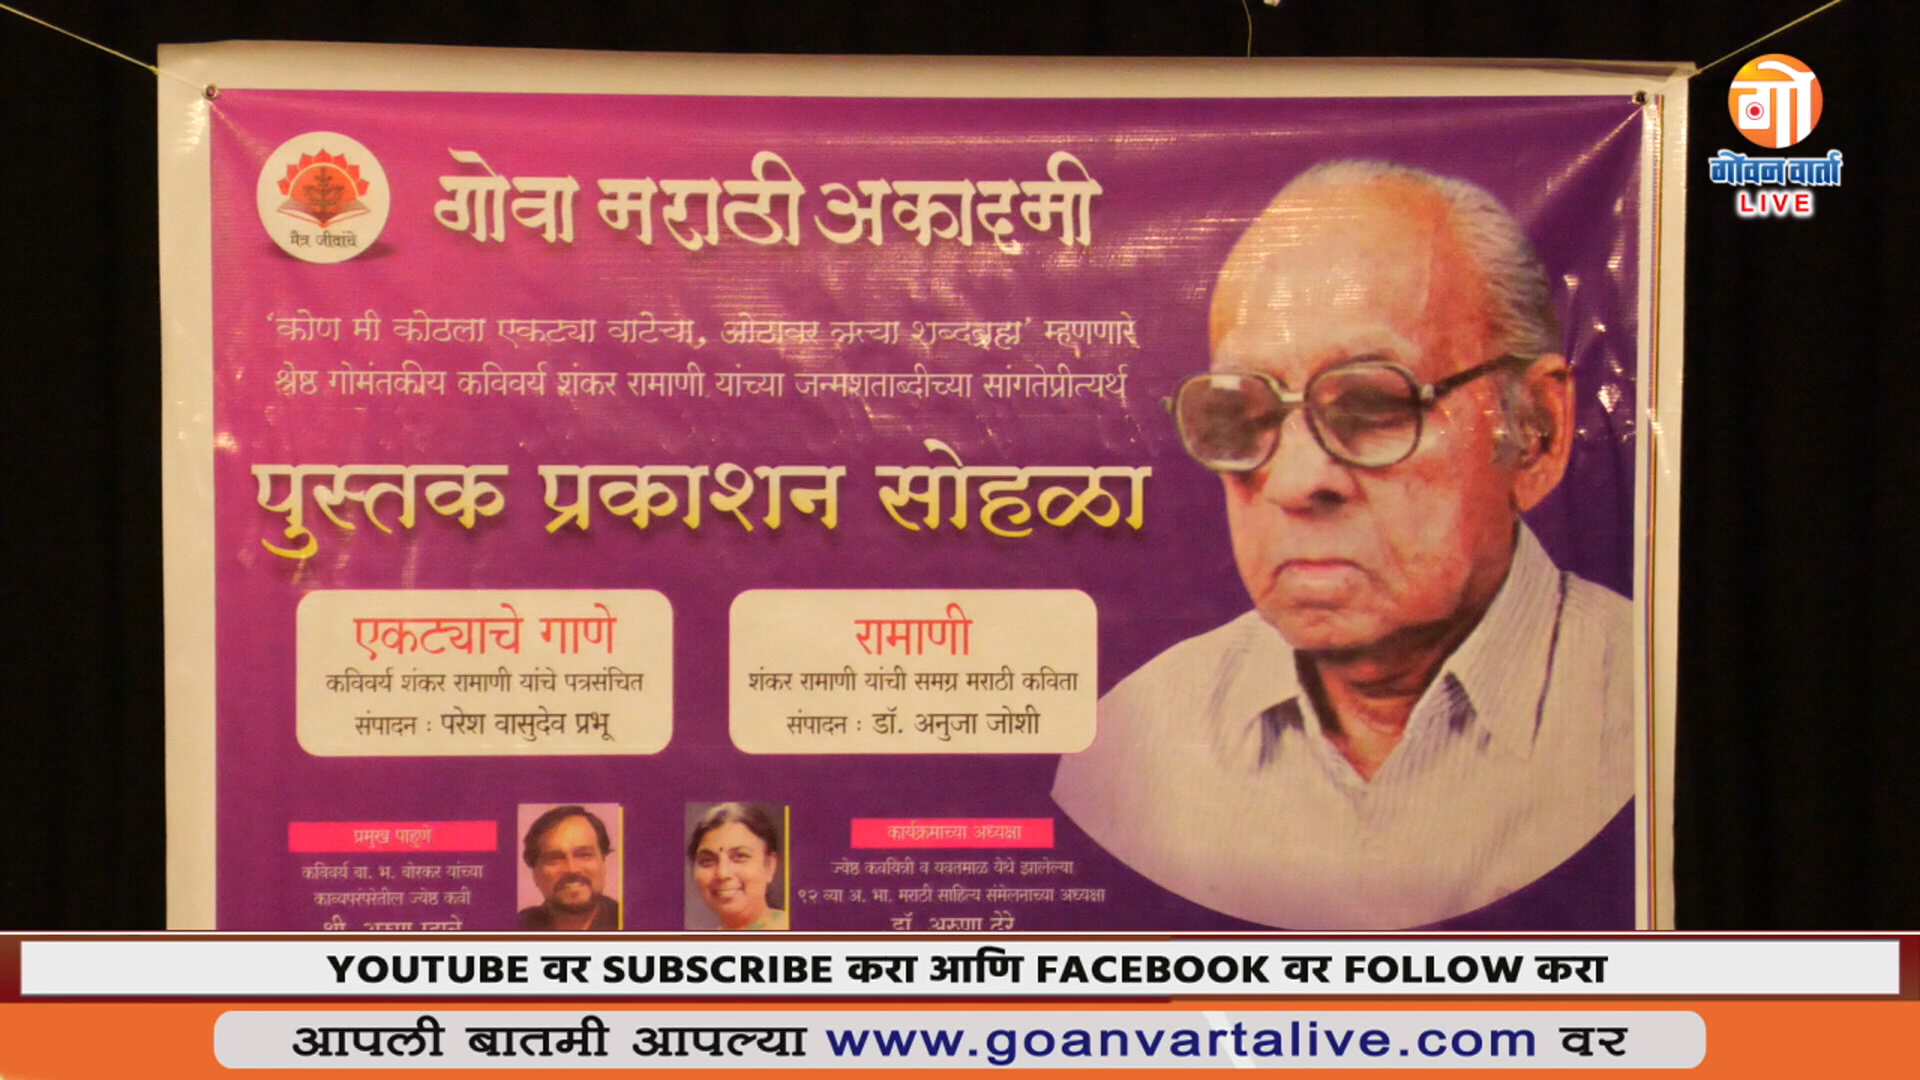 गोवा मराठी अकादमी
मैत्र जीवांचे
गोवन वार्ता
LIVE
‘कोण मी कोठला एकट्या वाटेचा, ओठावर ऋचा शब्दब्रह्म’ म्हणणारे
श्रेष्ठ गोमंतकीय कविवर्य शंकर रामाणी यांच्या जन्मशताब्दीच्या सांगतेप्रीत्यर्थ
पुस्तक प्रकाशन सोहळा
एकट्याचे गाणे
कविवर्य शंकर रामाणी यांचे पत्रसंचित
संपादन : परेश वासुदेव प्रभू
रामाणी
शंकर रामाणी यांची समग्र मराठी कविता
संपादन : डॉ. अनुजा जोशी
प्रमुख पाहुणे
कविवर्य बा. भ. बोरकर यांच्या
काव्यपरंपरेतील ज्येष्ठ कवी
श्री.
कार्यक्रमाच्या अध्यक्षा
ज्येष्ठ कवयित्री व यवतमाळ येथे झालेल्या
९२ व्या अ. भा. मराठी साहित्य संमेलनाच्या अध्यक्षा
डॉ. अरुणा ढेरे
YOUTUBE वर SUBSCRIBE करा आणि FACEBOOK वर FOLLOW करा
आपली बातमी आपल्या www.goanvartalive.com वर